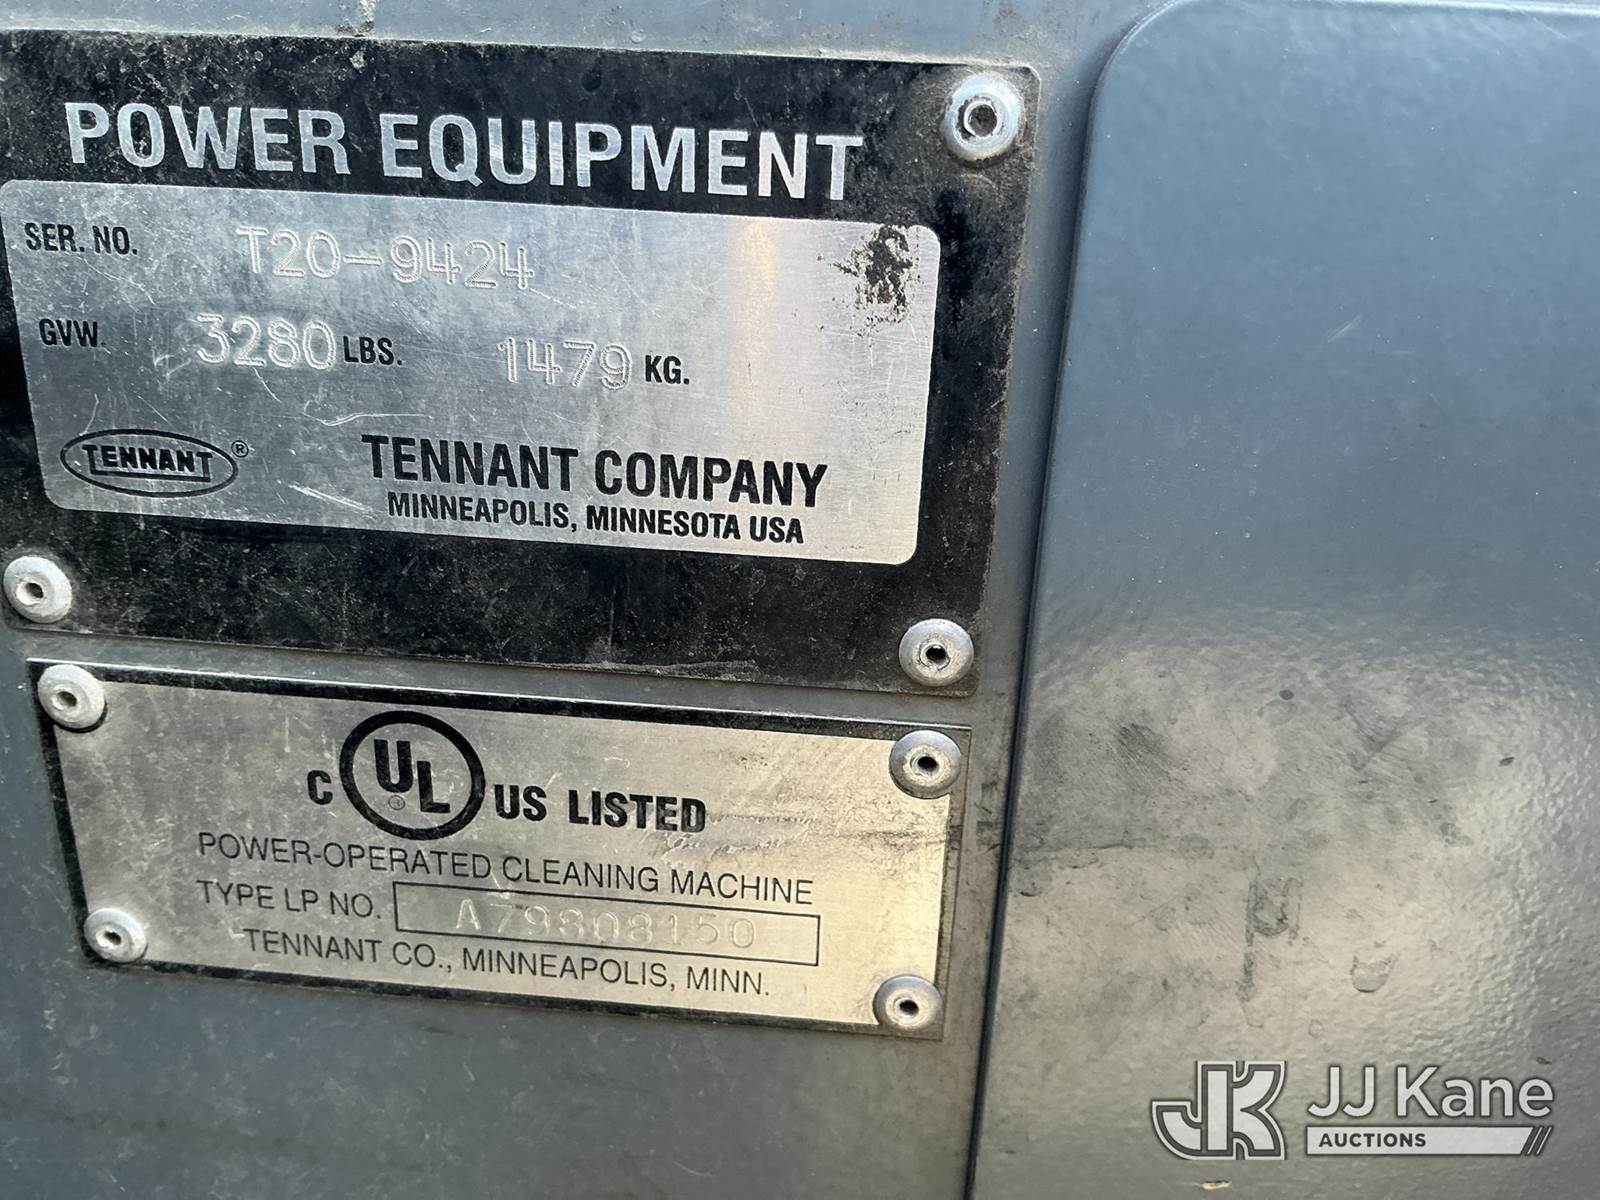 POWER EQUIPMENT
SER. NO. T20-9424
GVW. 3280 LBS. 1479 KG.
TENNANT ®
TENNANT COMPANY
MINNEAPOLIS, MINNESOTA USA
C UL ® US LISTED
POWER-OPERATED CLEANING MACHINE
TYPE LP NO. A79808150
TENNANT CO., MINNEAPOLIS, MINN.
JK JJ Kane
AUCTIONS